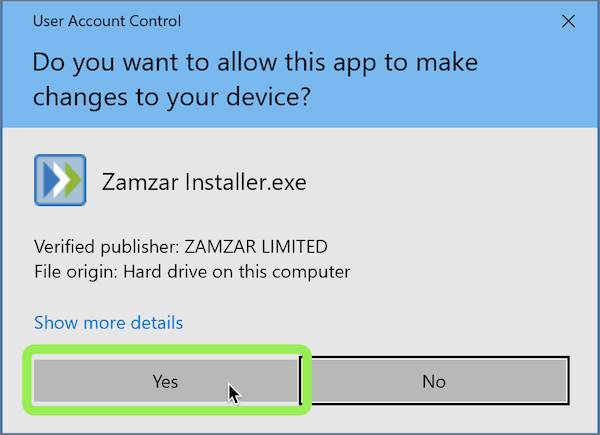 User Account Control
Do you want to allow this app to make
changes to your device?
Zamzar Installer.exe
Verified publisher: ZAMZAR LIMITED
File origin: Hard drive on this computer
Show more details
Yes
No